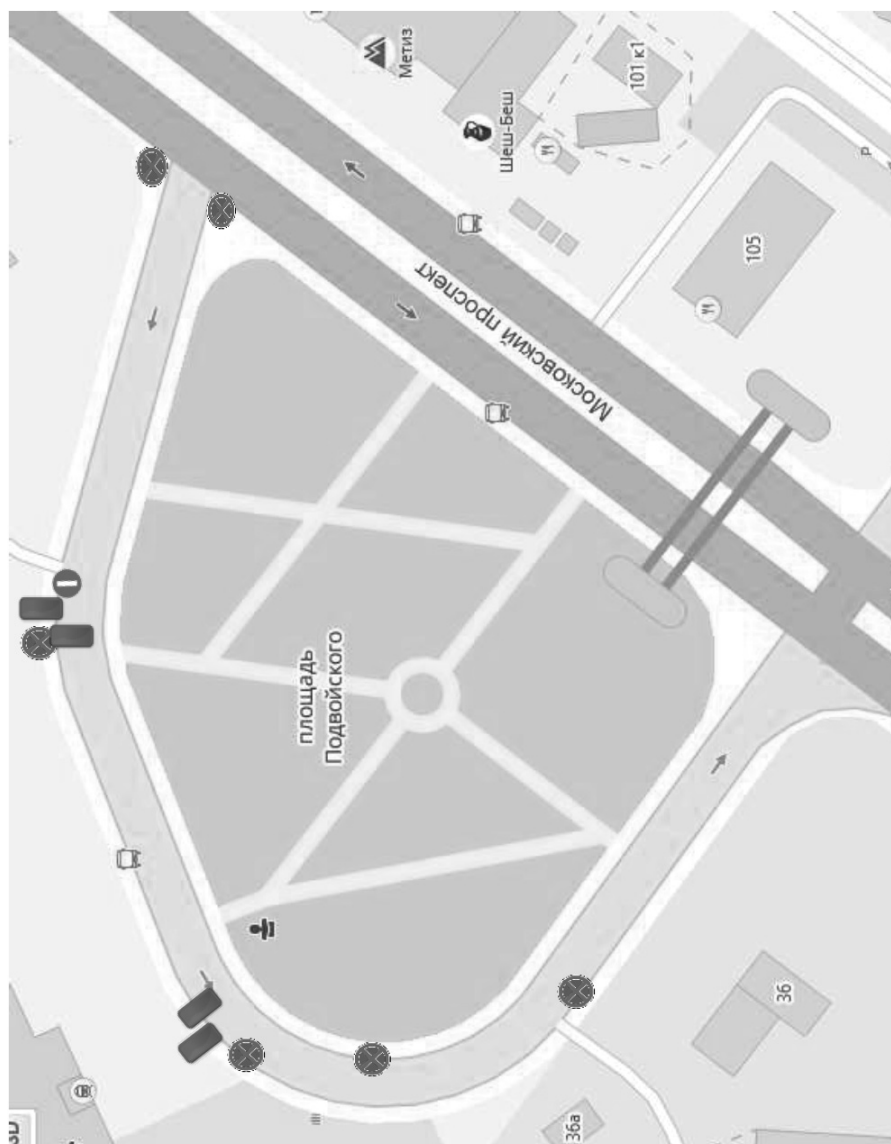 Метиз
101 к1
Шеш-Беш
P
105
Московский проспект
площадь
Подвойского
36
36а